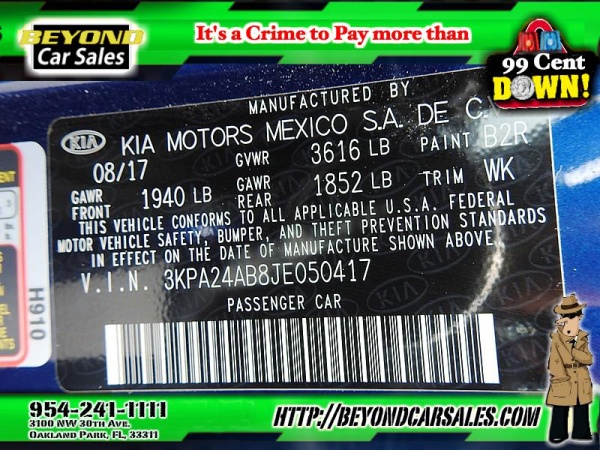 BEYOND
Car Sales
It's a Crime to Pay more than
99 Cent
DOWN!
MANUFACTURED BY
KIA KIA MOTORS MEXICO S.A. DE C.
08/17 GVWR 3616 LB PAINT B2R
GAWR FRONT 1940 LB GAWR REAR 1852 LB TRIM WK
THIS VEHICLE CONFORMS TO ALL APPLICABLE U.S.A. FEDERAL
MOTOR VEHICLE SAFETY, BUMPER, AND THEFT PREVENTION STANDARDS
IN EFFECT ON THE DATE OF MANUFACTURE SHOWN ABOVE.
V.I.N. 3KPA24AB8JE050417
PASSENGER CAR
H910
954-241-1111
3100 NW 30th Ave.
Oakland Park, FL, 33311
HTTP://BEYONDCARSALES.COM